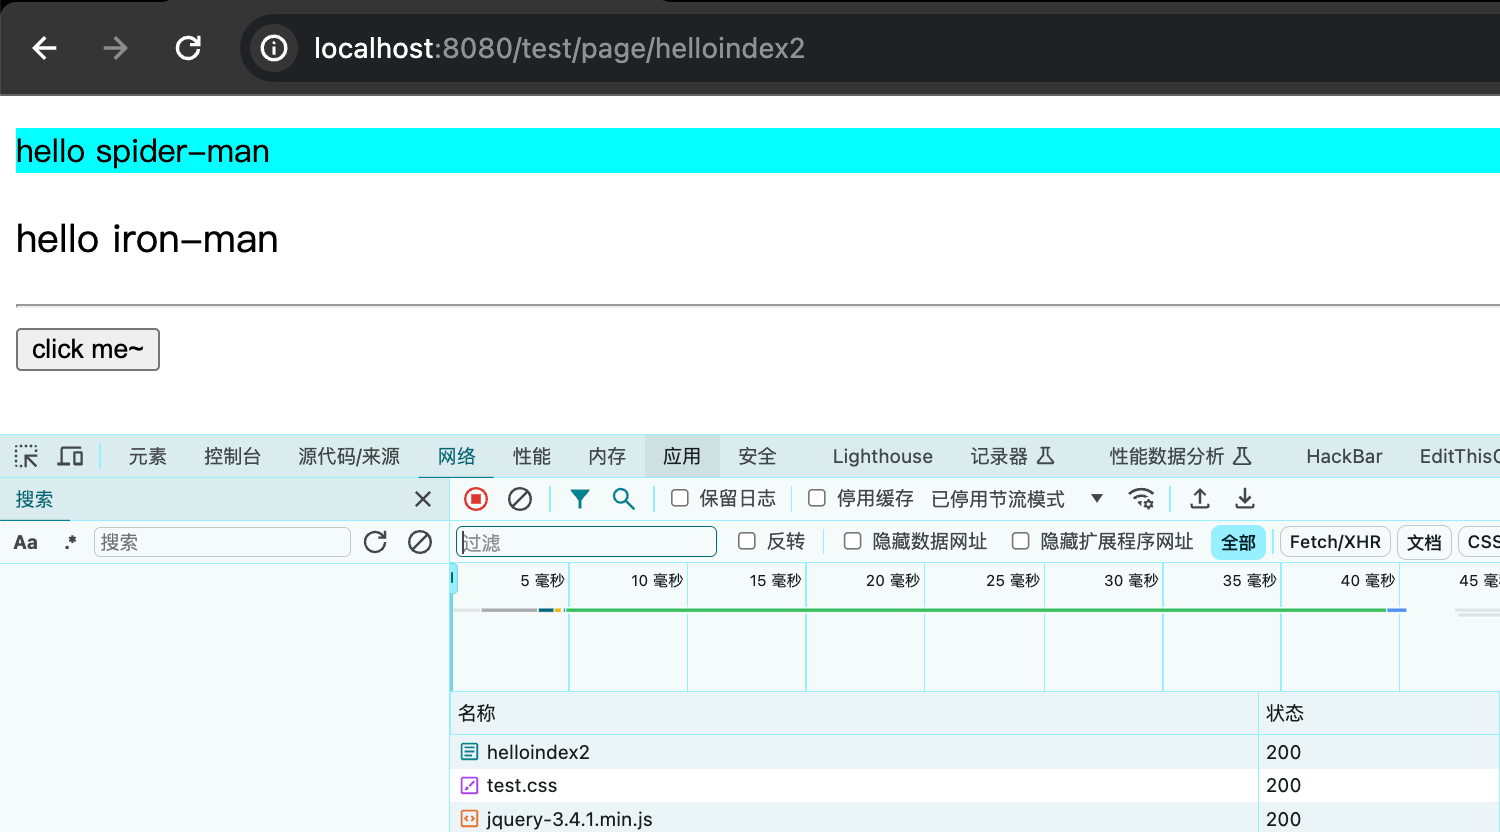 localhost:8080/test/page/helloindex2
hello spider-man
hello iron-man
click me~
元素 控制台 源代码/来源 网络 性能 内存 应用 安全 Lighthouse 记录器 性能数据分析 HackBar EditThisC
搜索 保留日志 停用缓存 已停用节流模式
Aa .* 搜索 过滤 反转 隐藏数据网址 隐藏扩展程序网址 全部 Fetch/XHR 文档 CSS
5 毫秒 10 毫秒 15 毫秒 20 毫秒 25 毫秒 30 毫秒 35 毫秒 40 毫秒 45 毫
名称 状态
helloindex2 200
test.css 200
jquery-3.4.1.min.js 200